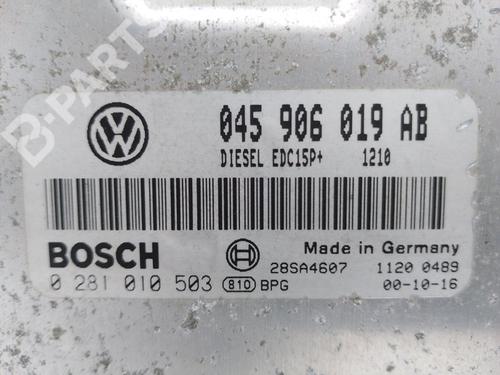 B-PARTS
045 906 019 AB
DIESEL EDC15P+ 1210
BOSCH
Made in Germany
28SA4607 1120 0489
0 281 010 503 810 BPG 00-10-16